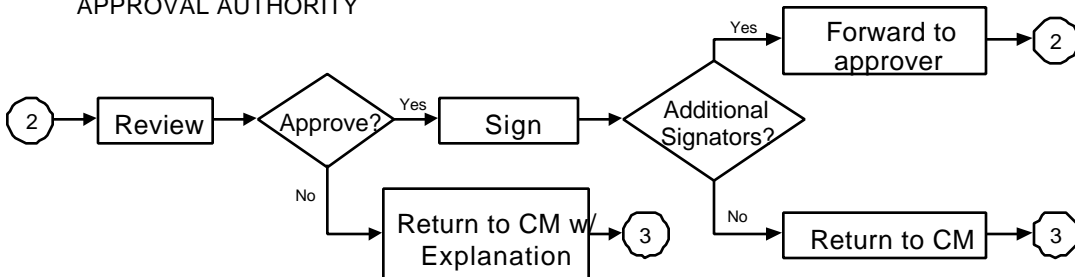 APPROVAL AUTHORITY
Yes
Forward to
approver
2
2
Review
Approve?
Yes
Sign
Additional
Signators?
No
Return to CM w/
Explanation
3
No
Return to CM
3